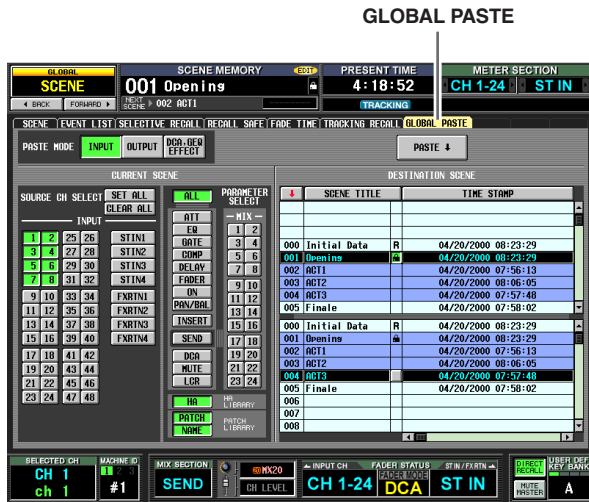 GLOBAL PASTE
GLOBAL
SCENE
BACK
FORWARD
SCENE MEMORY
EDIT
001 Opening
NEXT SCENE
002 ACT1
PRESENT TIME
4:18:52
TRACKING
METER SECTION
CH 1-24
ST IN
SCENE
EVENT LIST
SELECTIVE RECALL
RECALL SAFE
FADE TIME
TRACKING RECALL
GLOBAL PASTE
PASTE MODE
INPUT
OUTPUT
DCA,GEQ EFFECT
PASTE ↓
CURRENT SCENE
DESTINATION SCENE
SOURCE CH SELECT
SET ALL
CLEAR ALL
INPUT
1 2 25 26 STIN1
3 4 27 28 STIN2
5 6 29 30 STIN3
7 8 31 32 STIN4
9 10 33 34 FXRTN1
11 12 35 36 FXRTN2
13 14 37 38 FXRTN3
15 16 39 40 FXRTN4
17 18 41 42
19 20 43 44
21 22 45 46
23 24 47 48
ALL
PARAMETER SELECT
ATT
EQ
GATE
COMP
DELAY
FADER
ON
PAN/BAL
INSERT
SEND
DCA
MUTE
LCR
HA
HA LIBRARY
PATCH
NAME
PATCH LIBRARY
MIX
1 2
3 4
5 6
7 8
9 10
11 12
13 14
15 16
17 18
19 20
21 22
23 24
↓ SCENE TITLE TIME STAMP
000 Initial Data R 04/20/2000 08:23:29
001 Opening 04/20/2000 08:23:29
002 ACT1 04/20/2000 07:56:13
003 ACT2 04/20/2000 08:06:05
004 ACT3 04/20/2000 07:57:48
005 Finale 04/20/2000 07:58:02
000 Initial Data R 04/20/2000 08:23:29
001 Opening 04/20/2000 08:23:29
002 ACT1 04/20/2000 07:56:13
003 ACT2 04/20/2000 08:06:05
004 ACT3 04/20/2000 07:57:48
005 Finale 04/20/2000 07:58:02
006
007
008
SELECTED CH
CH 1
ch 1
MACHINE ID
1 2 3
#1
MIX SECTION
SEND
MIX20
CH LEVEL
INPUT CH
FADER STATUS
ST IN/FXRTN
CH 1-24
FADER MODE
DCA
ST IN
DIRECT RECALL
MUTE MASTER
USER DEF
KEY BANK
A